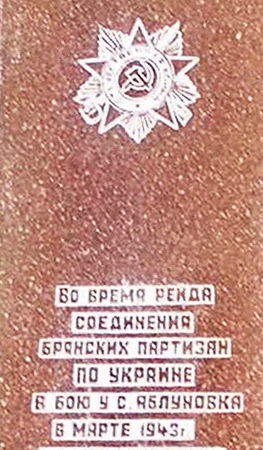 Во время рейда
соединения
брянских партизан
по Украине
в бою у с. Яблуновка
в марте 1943г.